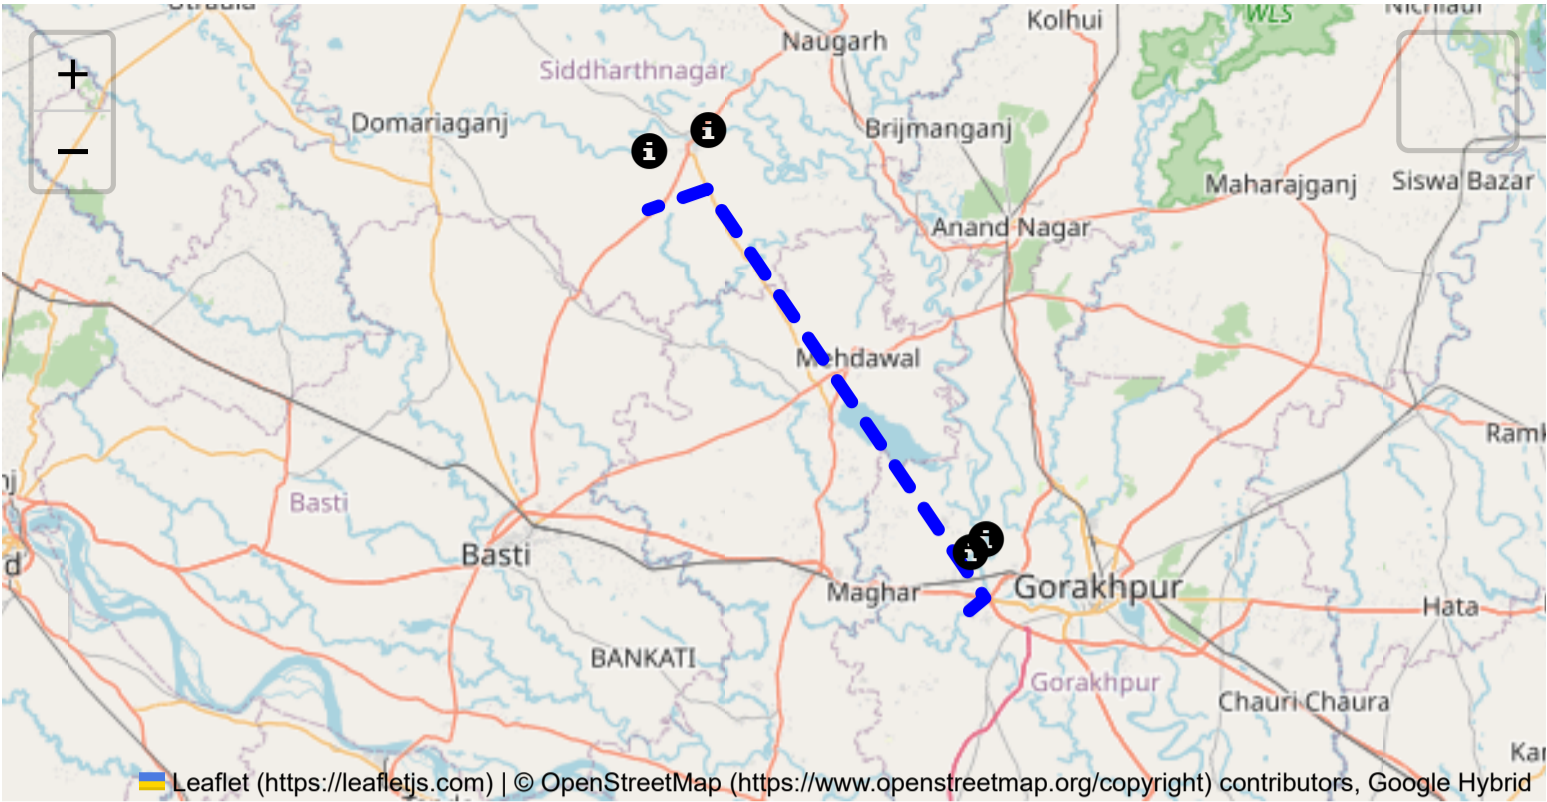 Utraula
Kolhui
WLS
Naugarh
Siddharthnagar
+
Domariaganj
i
i
Brijmanganj
−
Maharajganj
Siswa Bazar
Anand Nagar
Mehdawal
Basti
Basti
i
i
Maghar
Gorakhpur
Hata
BANKATI
Gorakhpur
Chauri Chaura
Leaflet (https://leafletjs.com) | © OpenStreetMap (https://www.openstreetmap.org/copyright) contributors, Google Hybrid